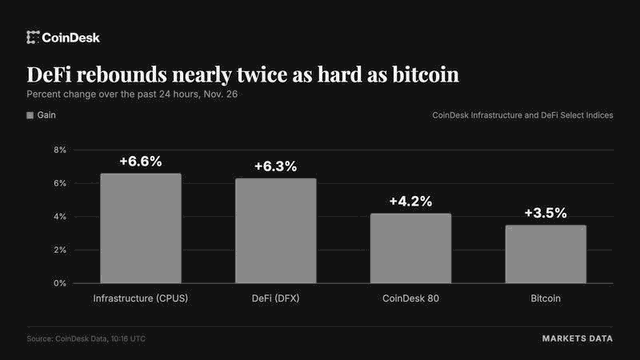 CoinDesk
DeFi rebounds nearly twice as hard as bitcoin
Percent change over the past 24 hours, Nov. 26
Gain
CoinDesk Infrastructure and DeFi Select Indices
8%
6%
4%
2%
0%
+6.6%
+6.3%
+4.2%
+3.5%
Infrastructure (CPUS)
DeFi (DFX)
CoinDesk 80
Bitcoin
Source: CoinDesk Data, 10:16 UTC
MARKETS DATA